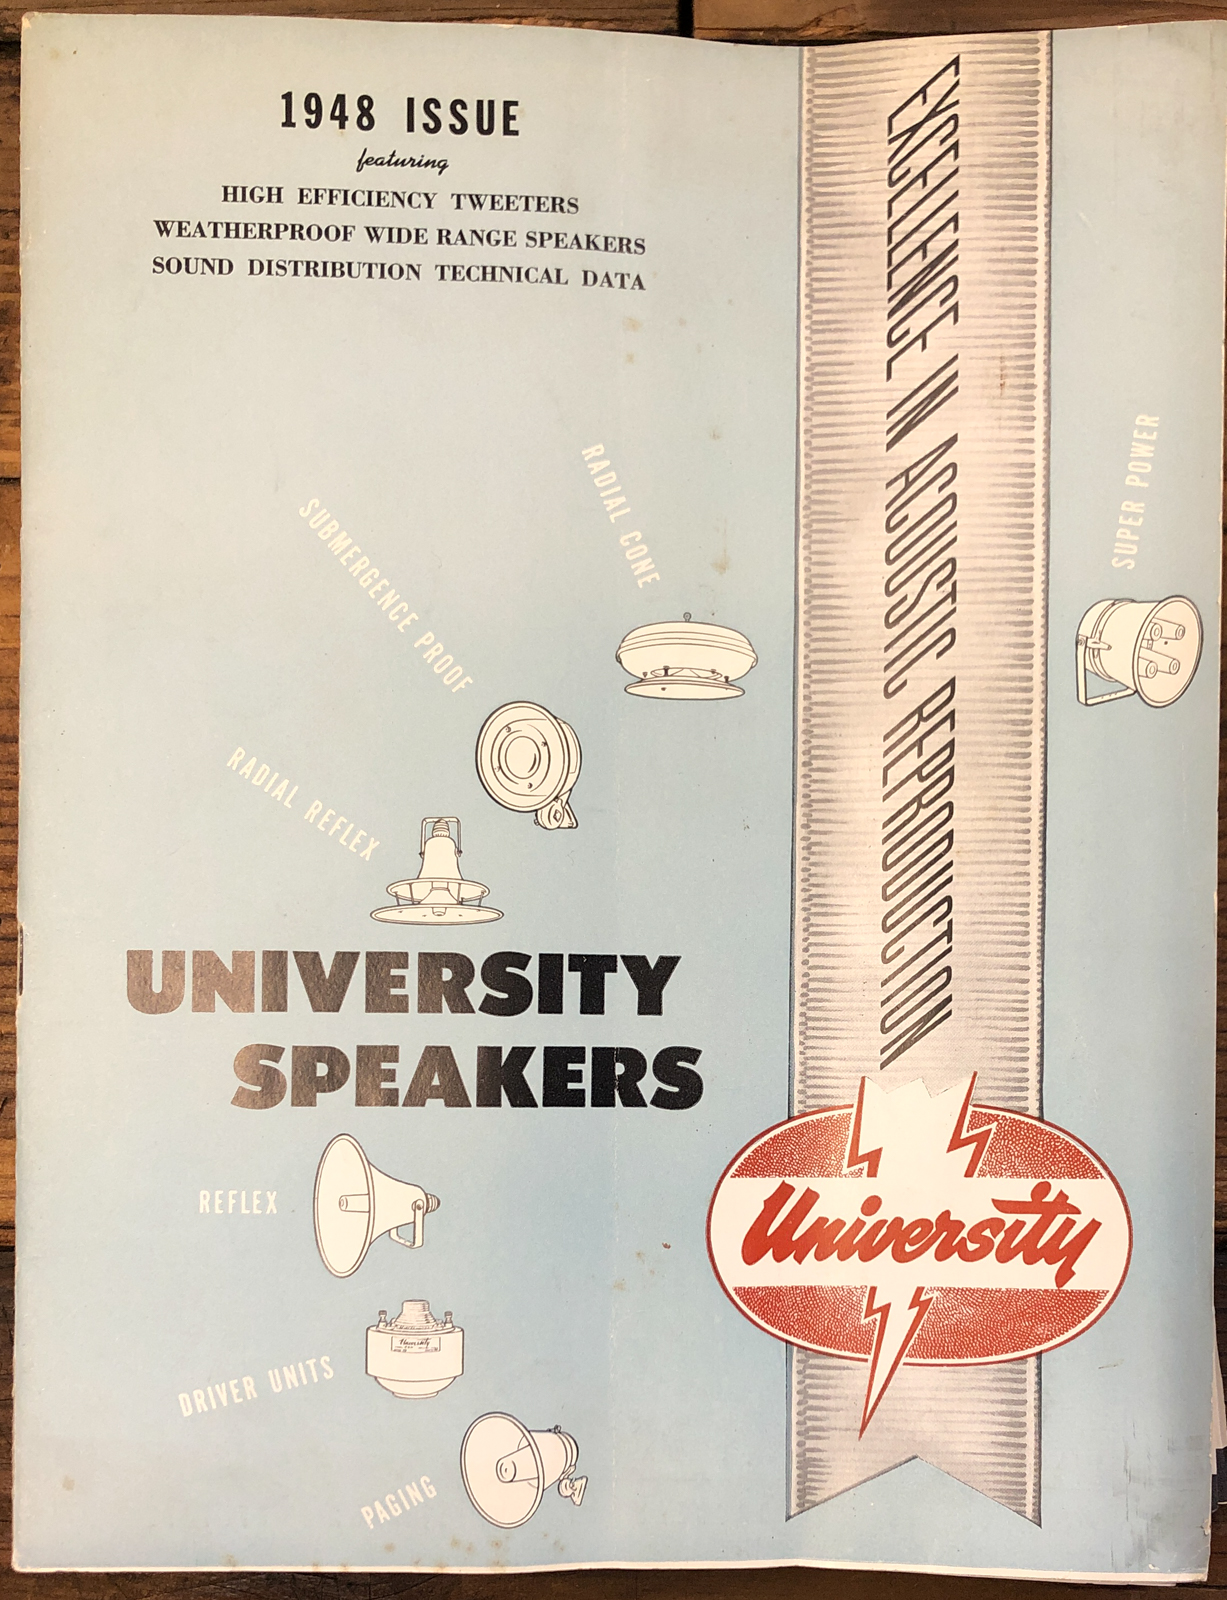 1948 ISSUE
featuring
HIGH EFFICIENCY TWEETERS
WEATHERPROOF WIDE RANGE SPEAKERS
SOUND DISTRIBUTION TECHNICAL DATA
EXCELLENCE IN ACOUSTIC REPRODUCTION
SUPER POWER
RADIAL CONE
SUBMERGENCE PROOF
RADIAL REFLEX
UNIVERSITY
SPEAKERS
REFLEX
University
DRIVER UNITS
University
PAGING